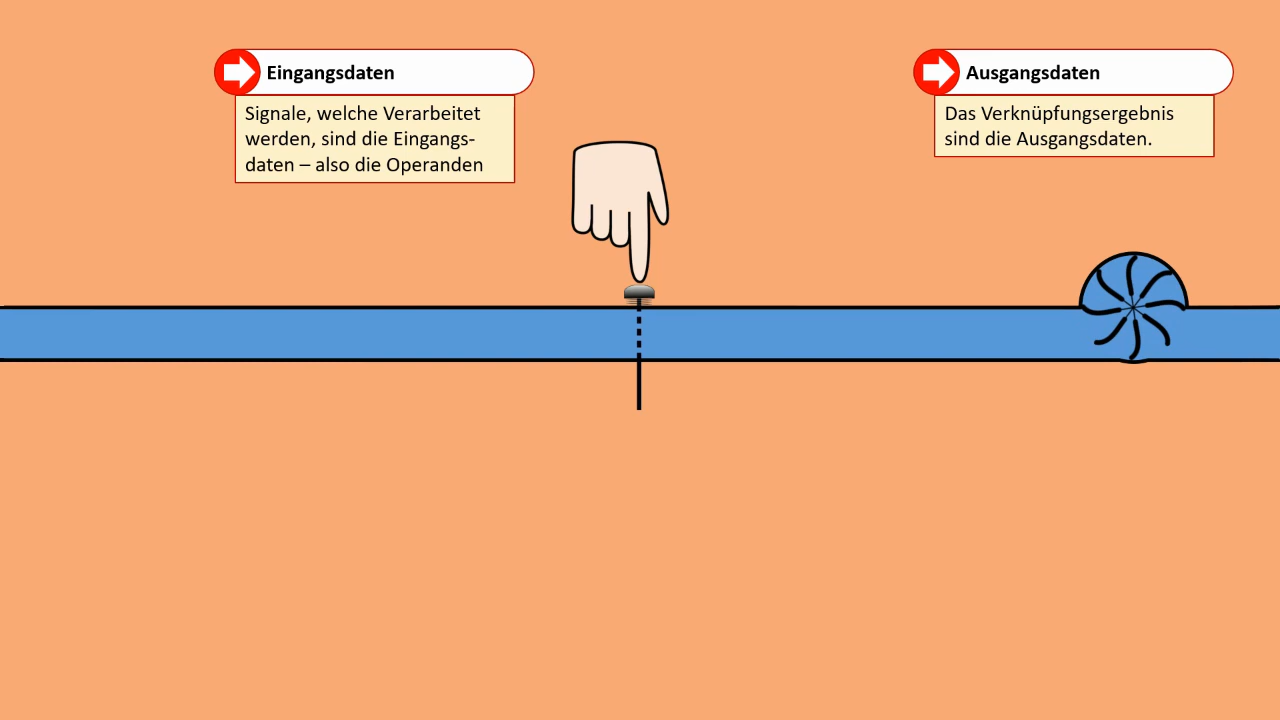 Eingangsdaten
Signale, welche Verarbeitet
werden, sind die Eingangs-
daten – also die Operanden
Ausgangsdaten
Das Verknüpfungsergebnis
sind die Ausgangsdaten.